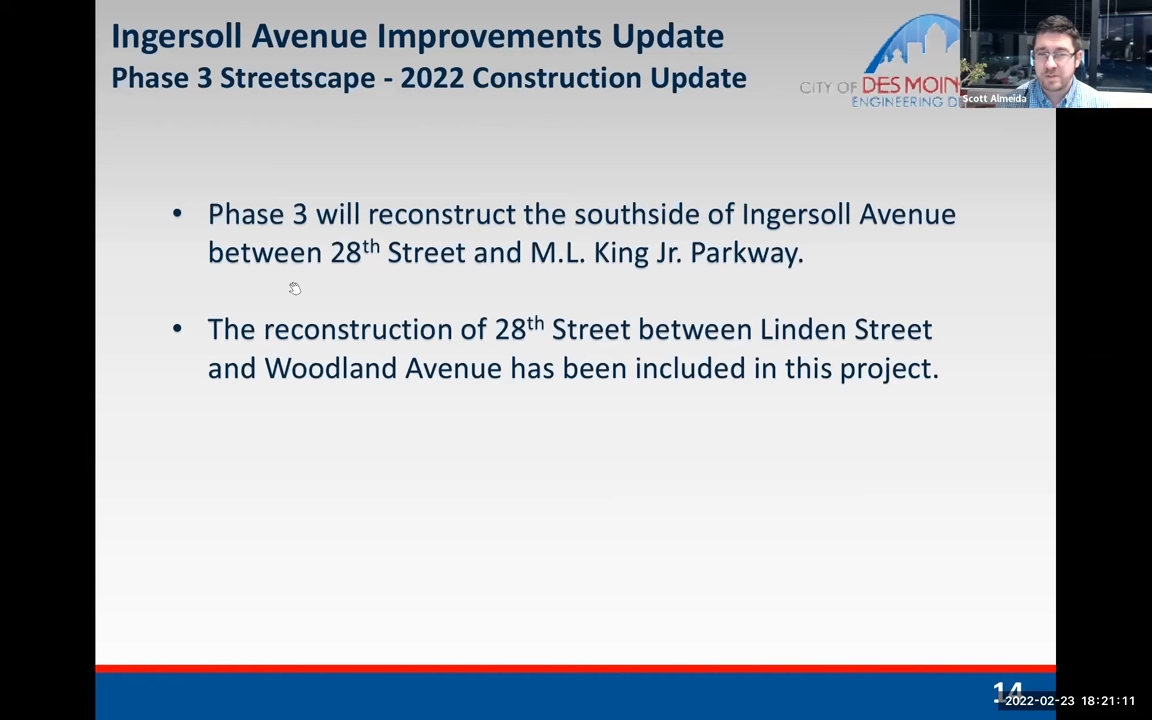 Ingersoll Avenue Improvements Update
Phase 3 Streetscape - 2022 Construction Update
CITY OF DES MOIN
ENGINEERING D
Scott Almeida
• Phase 3 will reconstruct the southside of Ingersoll Avenue
between 28th Street and M.L. King Jr. Parkway.
• The reconstruction of 28th Street between Linden Street
and Woodland Avenue has been included in this project.
14
2022-02-23 18:21:11